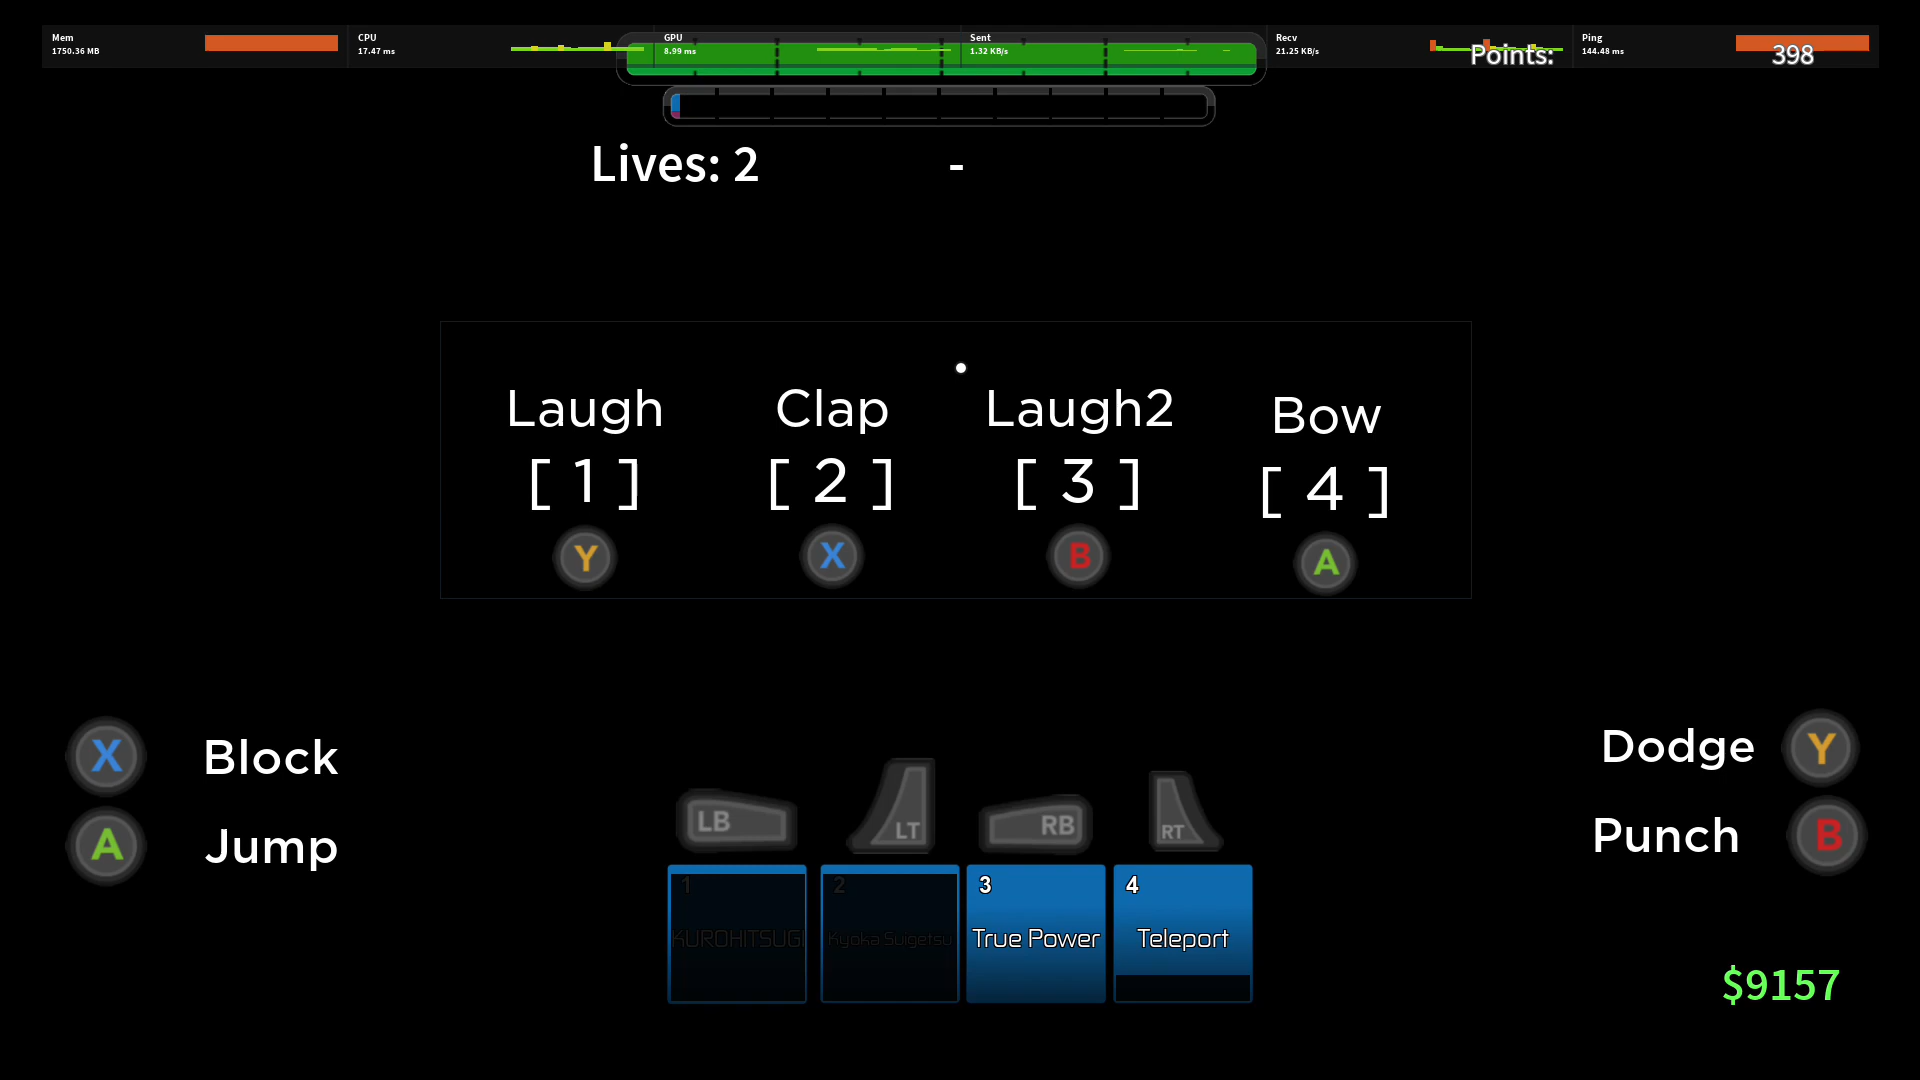 Mem
1750.36 MB
CPU
17.47 ms
GPU
8.99 ms
Sent
1.32 KB/s
Recv
21.25 KB/s
Ping
144.48 ms
Points: 398
Lives: 2 -
Laugh Clap Laugh2 Bow
[ 1 ] [ 2 ] [ 3 ] [ 4 ]
Y X B A
X Block
A Jump
Dodge Y
Punch B
LB LT RB RT
1 2 3 4
KUROHITSUGI Kyoka Suigetsu True Power Teleport
$9157